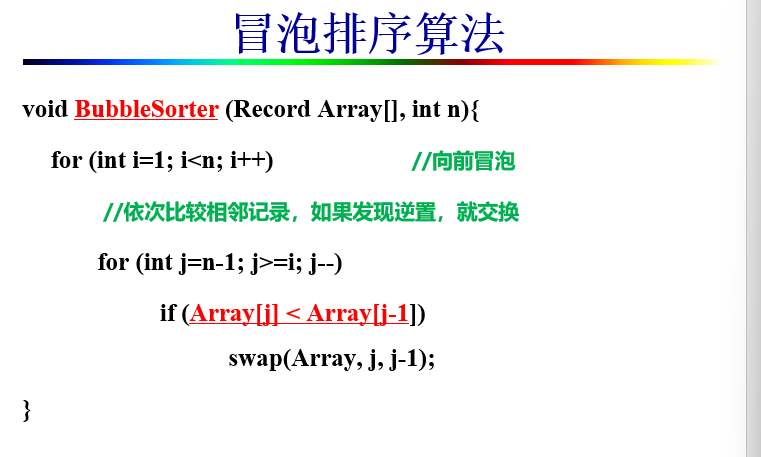 冒泡排序算法
void BubbleSorter (Record Array[], int n){
for (int i=1; i<n; i++) //向前冒泡
//依次比较相邻记录，如果发现逆置，就交换
for (int j=n-1; j>=i; j--)
if (Array[j] < Array[j-1])
swap(Array, j, j-1);
}